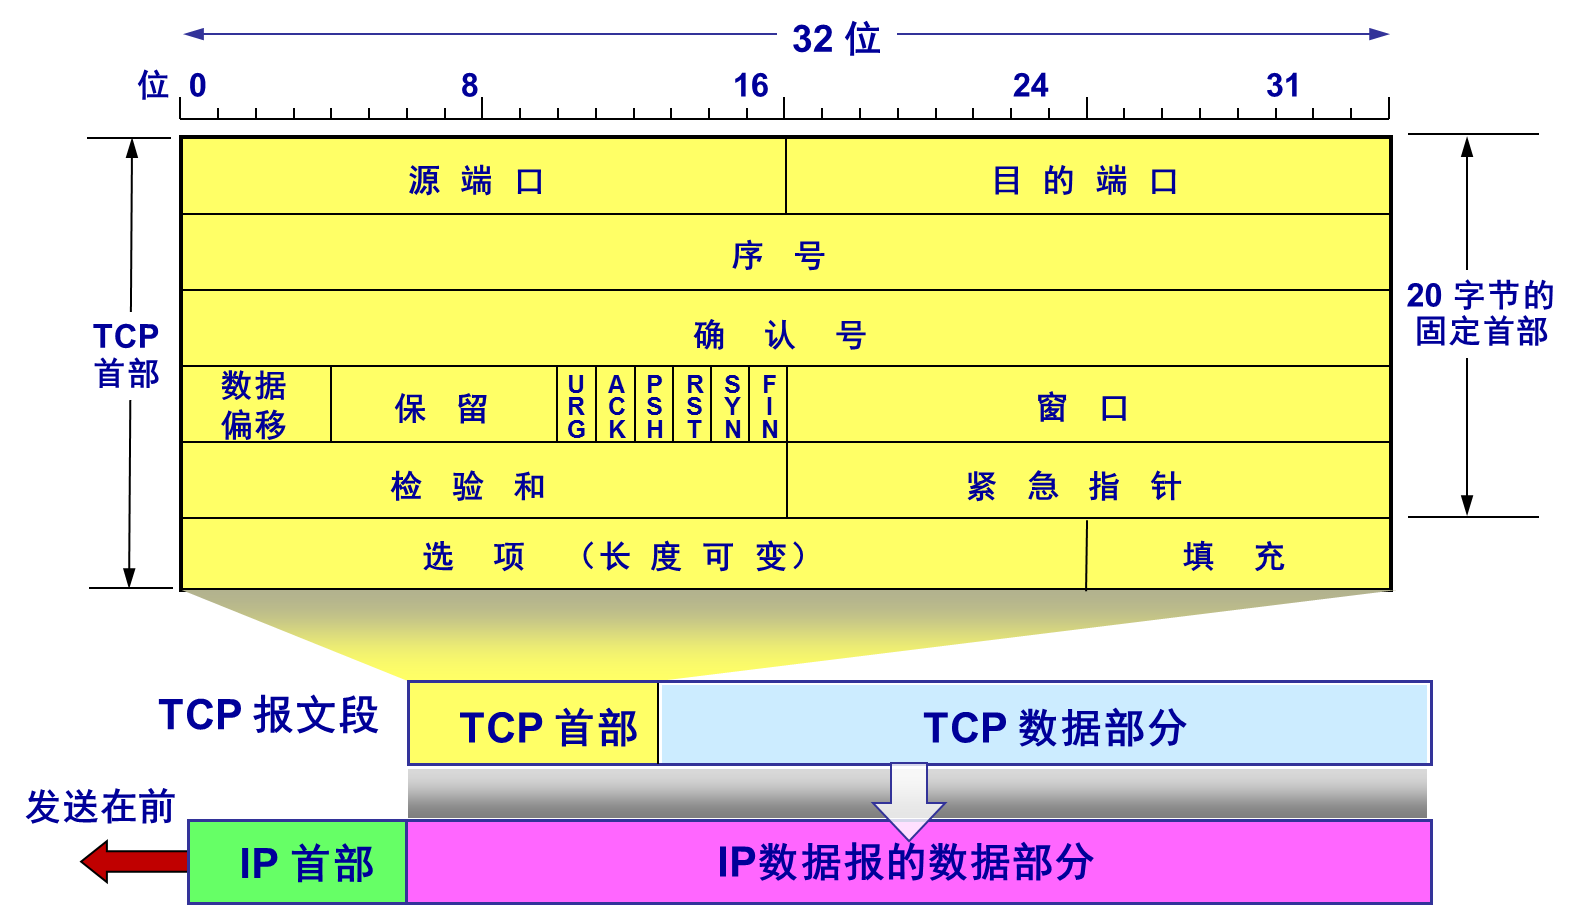 32 位
位 0 8 16 24 31
源端口 目的端口
序号
TCP
首部
确认号
20 字节的
固定首部
数据
偏移
保留
URG
ACK
PSH
RST
SYN
FIN
窗口
检验和 紧急指针
选项（长度可变） 填充
TCP 报文段
TCP 首部 TCP 数据部分
发送在前
IP 首部 IP数据报的数据部分